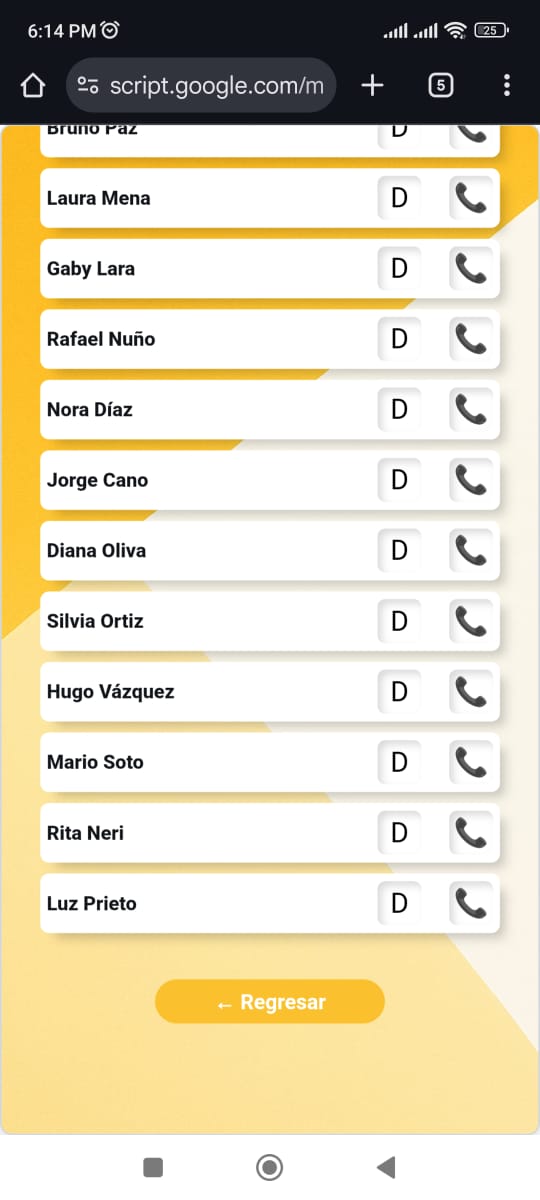 6:14 PM
25
script.google.com/m
5
Bruno Paz D
Laura Mena D
Gaby Lara D
Rafael Nuño D
Nora Díaz D
Jorge Cano D
Diana Oliva D
Silvia Ortiz D
Hugo Vázquez D
Mario Soto D
Rita Neri D
Luz Prieto D
← Regresar